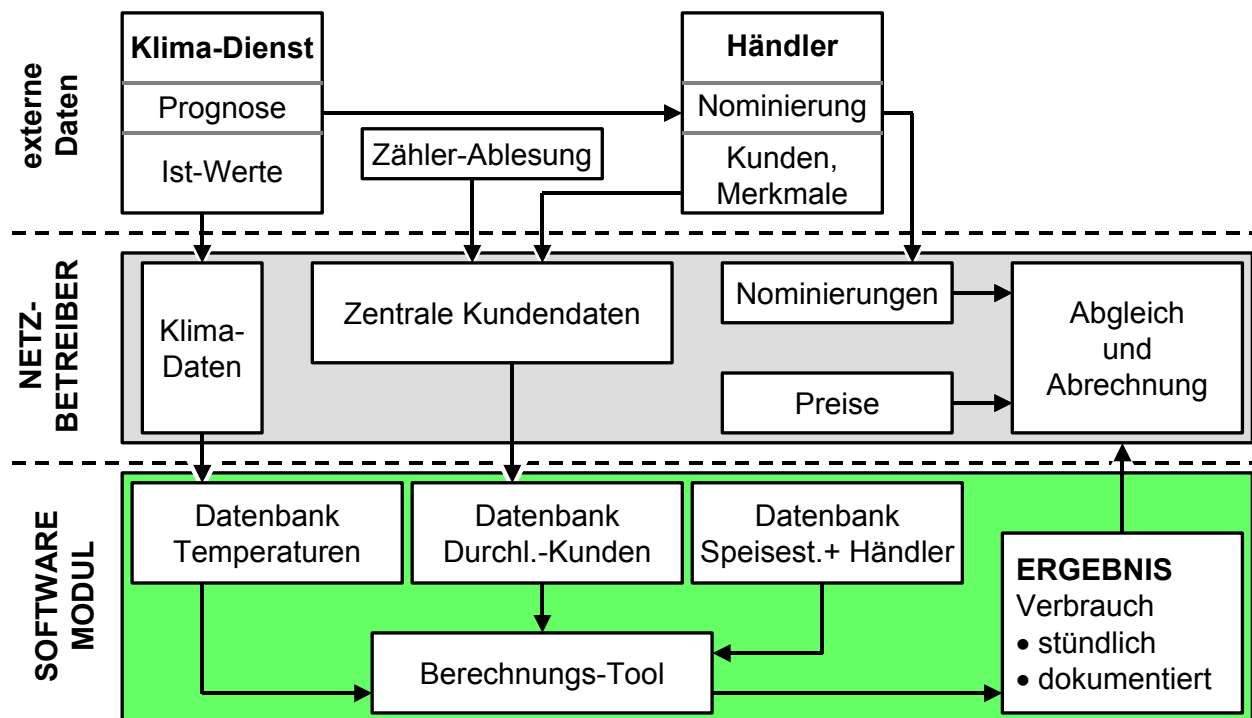 externe
Daten
Klima-Dienst
Prognose
Ist-Werte
Zähler-Ablesung
Händler
Nominierung
Kunden,
Merkmale
NETZ-
BETREIBER
Klima-
Daten
Zentrale Kundendaten
Nominierungen
Preise
Abgleich
und
Abrechnung
SOFTWARE
MODUL
Datenbank
Temperaturen
Datenbank
Durchl.-Kunden
Datenbank
Speisest.+ Händler
Berechnungs-Tool
ERGEBNIS
Verbrauch
• stündlich
• dokumentiert